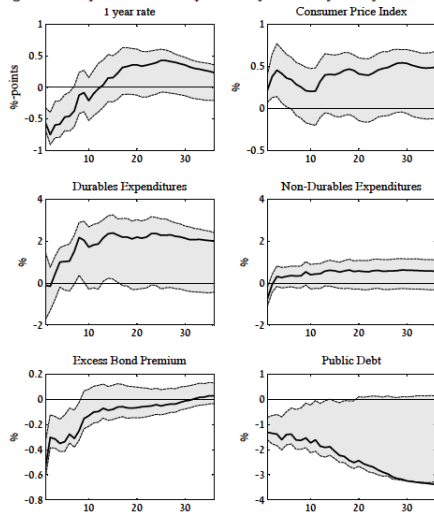 1 year rate
Consumer Price Index
%-points
1
0.5
0
-0.5
-1
10 20 30
%
1
0.5
0
-0.5
10 20 30
Durables Expenditures
Non-Durables Expenditures
%
4
2
0
-2
10 20 30
%
4
2
0
-2
10 20 30
Excess Bond Premium
Public Debt
%
0.2
0
-0.2
-0.4
-0.6
-0.8
10 20 30
%
1
0
-1
-2
-3
-4
10 20 30